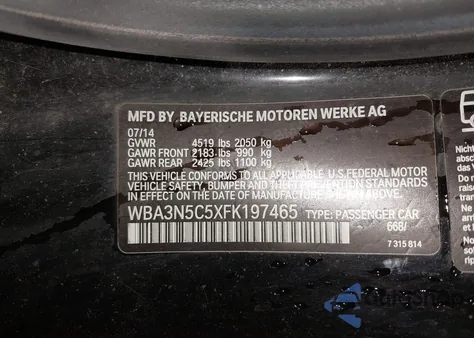 MFD BY BAYERISCHE MOTOREN WERKE AG
07/14
GVWR 4519 lbs 2050 kg
GAWR FRONT 2183 lbs 990 kg
GAWR REAR 2425 lbs 1100 kg
THIS VEHICLE CONFORMS TO ALL APPLICABLE U.S.FEDERAL MOTOR
VEHICLE SAFETY, BUMPER AND THEFT PREVENTION STANDARDS
IN EFFECT ON THE DATE OF MANUFACTURE SHOWN ABOVE.
WBA3N5C5XFK197465 TYPE: PASSENGER CAR
668/
7 315 814